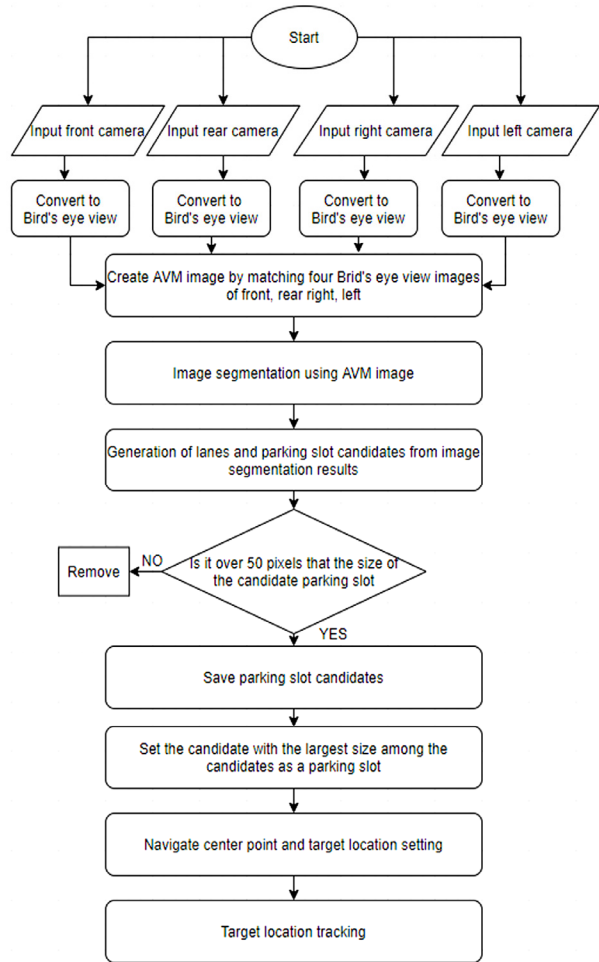 Start
Input front camera
Input rear camera
Input right camera
Input left camera
Convert to
Bird's eye view
Convert to
Bird's eye view
Convert to
Bird's eye view
Convert to
Bird's eye view
Create AVM image by matching four Brid's eye view images
of front, rear right, left
Image segmentation using AVM image
Generation of lanes and parking slot candidates from image
segmentation results
Is it over 50 pixels that the size of
the candidate parking slot
NO
Remove
YES
Save parking slot candidates
Set the candidate with the largest size among the
candidates as a parking slot
Navigate center point and target location setting
Target location tracking